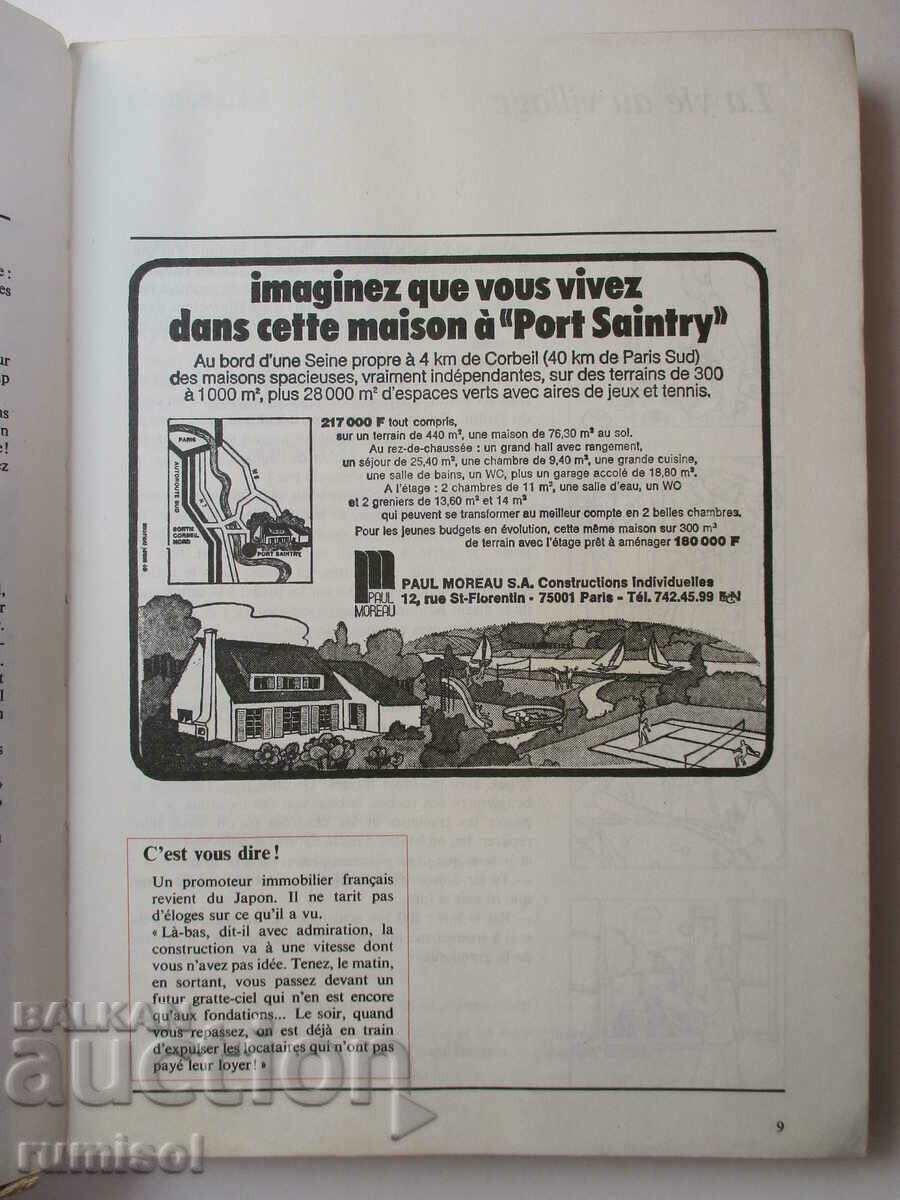 La vie au village
imaginez que vous vivez
dans cette maison à "Port Saintry"
Au bord d'une Seine propre à 4 km de Corbeil (40 km de Paris Sud)
des maisons spacieuses, vraiment indépendantes, sur des terrains de 300
à 1000 m², plus 28000 m² d'espaces verts avec aires de jeux et tennis.
PARIS
AUTOROUTE SUD
N 6
N 7
SORTIE
CORBEIL
NORD
PORT SAINTRY
217000 F tout compris,
sur un terrain de 440 m², une maison de 76,30 m² au sol.
Au rez-de-chaussée : un grand hall avec rangement,
un séjour de 25,40 m², une chambre de 9,40 m², une grande cuisine,
une salle de bains, un WC, plus un garage accolé de 18,80 m².
A l'étage : 2 chambres de 11 m², une salle d'eau, un WC
et 2 greniers de 13,60 m² et 14 m²
qui peuvent se transformer au meilleur compte en 2 belles chambres.
Pour les jeunes budgets en évolution, cette même maison sur 300 m²
de terrain avec l'étage prêt à aménager 180000 F
PAUL
MOREAU
PAUL MOREAU S.A. Constructions Individuelles
12, rue St-Florentin - 75001 Paris - Tél. 742.45.99
C'est vous dire !
Un promoteur immobilier français
revient du Japon. Il ne tarit pas
d'éloges sur ce qu'il a vu.
« Là-bas, dit-il avec admiration, la
construction va à une vitesse dont
vous n'avez pas idée. Tenez, le matin,
en sortant, vous passez devant un
futur gratte-ciel qui n'en est encore
qu'aux fondations... Le soir, quand
vous repassez, on est déjà en train
d'expulser les locataires qui n'ont pas
payé leur loyer ! »
9
BALKAN
auction
rumisol